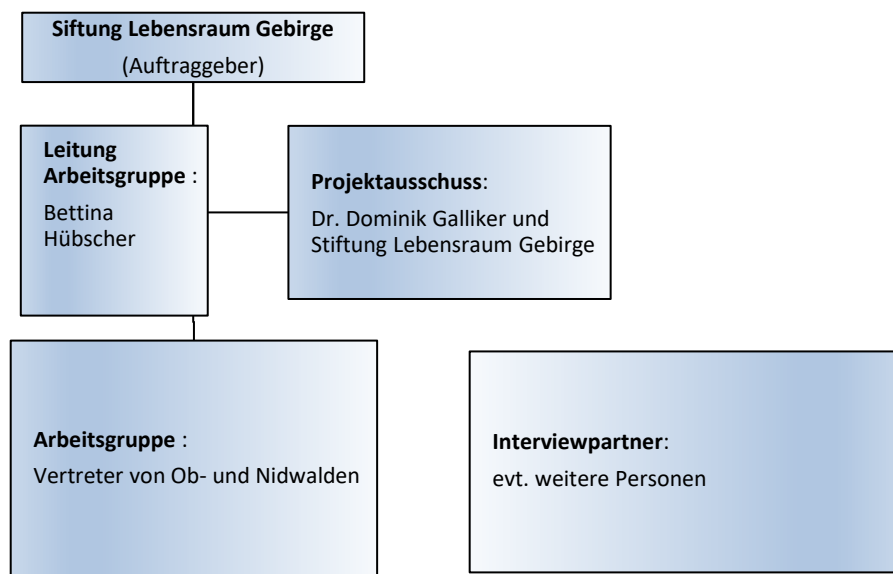 Siftung Lebensraum Gebirge
(Auftraggeber)
Leitung
Arbeitsgruppe :
Bettina
Hübscher
Projektausschuss:
Dr. Dominik Galliker und
Stiftung Lebensraum Gebirge
Arbeitsgruppe :
Vertreter von Ob- und Nidwalden
Interviewpartner:
evt. weitere Personen